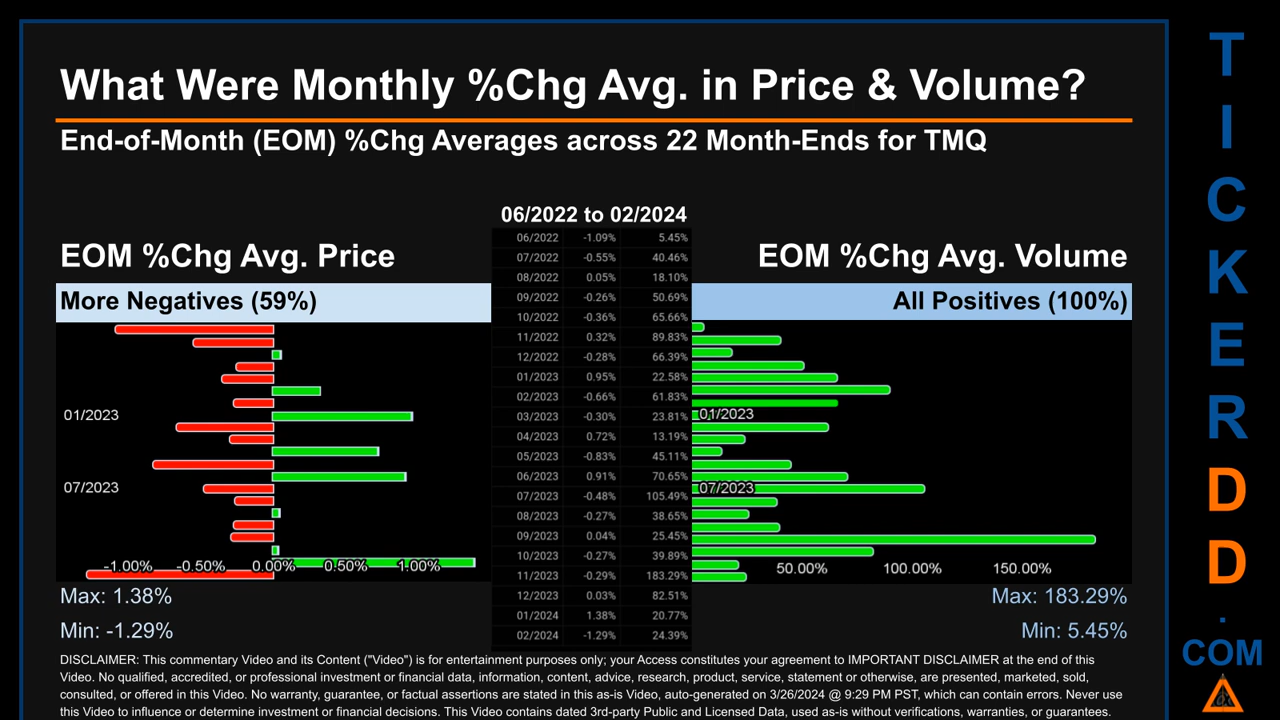 What Were Monthly %Chg Avg. in Price & Volume?
End-of-Month (EOM) %Chg Averages across 22 Month-Ends for TMQ
06/2022 to 02/2024
EOM %Chg Avg. Price
EOM %Chg Avg. Volume
More Negatives (59%)
All Positives (100%)
06/2022 -1.09% 5.45%
07/2022 -0.55% 40.46%
08/2022 0.05% 18.10%
09/2022 -0.26% 50.69%
10/2022 -0.36% 65.66%
11/2022 0.32% 89.83%
12/2022 -0.28% 66.39%
01/2023 0.95% 22.58%
02/2023 -0.66% 61.83%
03/2023 -0.30% 23.81%
04/2023 0.72% 13.19%
05/2023 -0.83% 45.11%
06/2023 0.91% 70.65%
07/2023 -0.48% 105.49%
08/2023 -0.27% 38.65%
09/2023 0.04% 25.45%
10/2023 -0.27% 39.89%
11/2023 -0.29% 183.29%
12/2023 0.03% 82.51%
01/2024 1.38% 20.77%
02/2024 -1.29% 24.39%
01/2023
07/2023
-1.00% -0.50% 0.00% 0.50% 1.00%
01/2023
07/2023
50.00% 100.00% 150.00%
Max: 1.38%
Min: -1.29%
Max: 183.29%
Min: 5.45%
DISCLAIMER: This commentary Video and its Content ("Video") is for entertainment purposes only; your Access constitutes your agreement to IMPORTANT DISCLAIMER at the end of this
Video. No qualified, accredited, or professional investment or financial data, information, content, advice, research, product, service, statement or otherwise, are presented, marketed, sold,
consulted, or offered in this Video. No warranty, guarantee, or factual assertions are stated in this as-is Video, auto-generated on 3/26/2024 @ 9:29 PM PST, which can contain errors. Never use
this Video to influence or determine investment or financial decisions. This Video contains dated 3rd-party Public and Licensed Data, used as-is without verifications, warranties, or guarantees.
T
I
C
K
E
R
D
D
.
COM